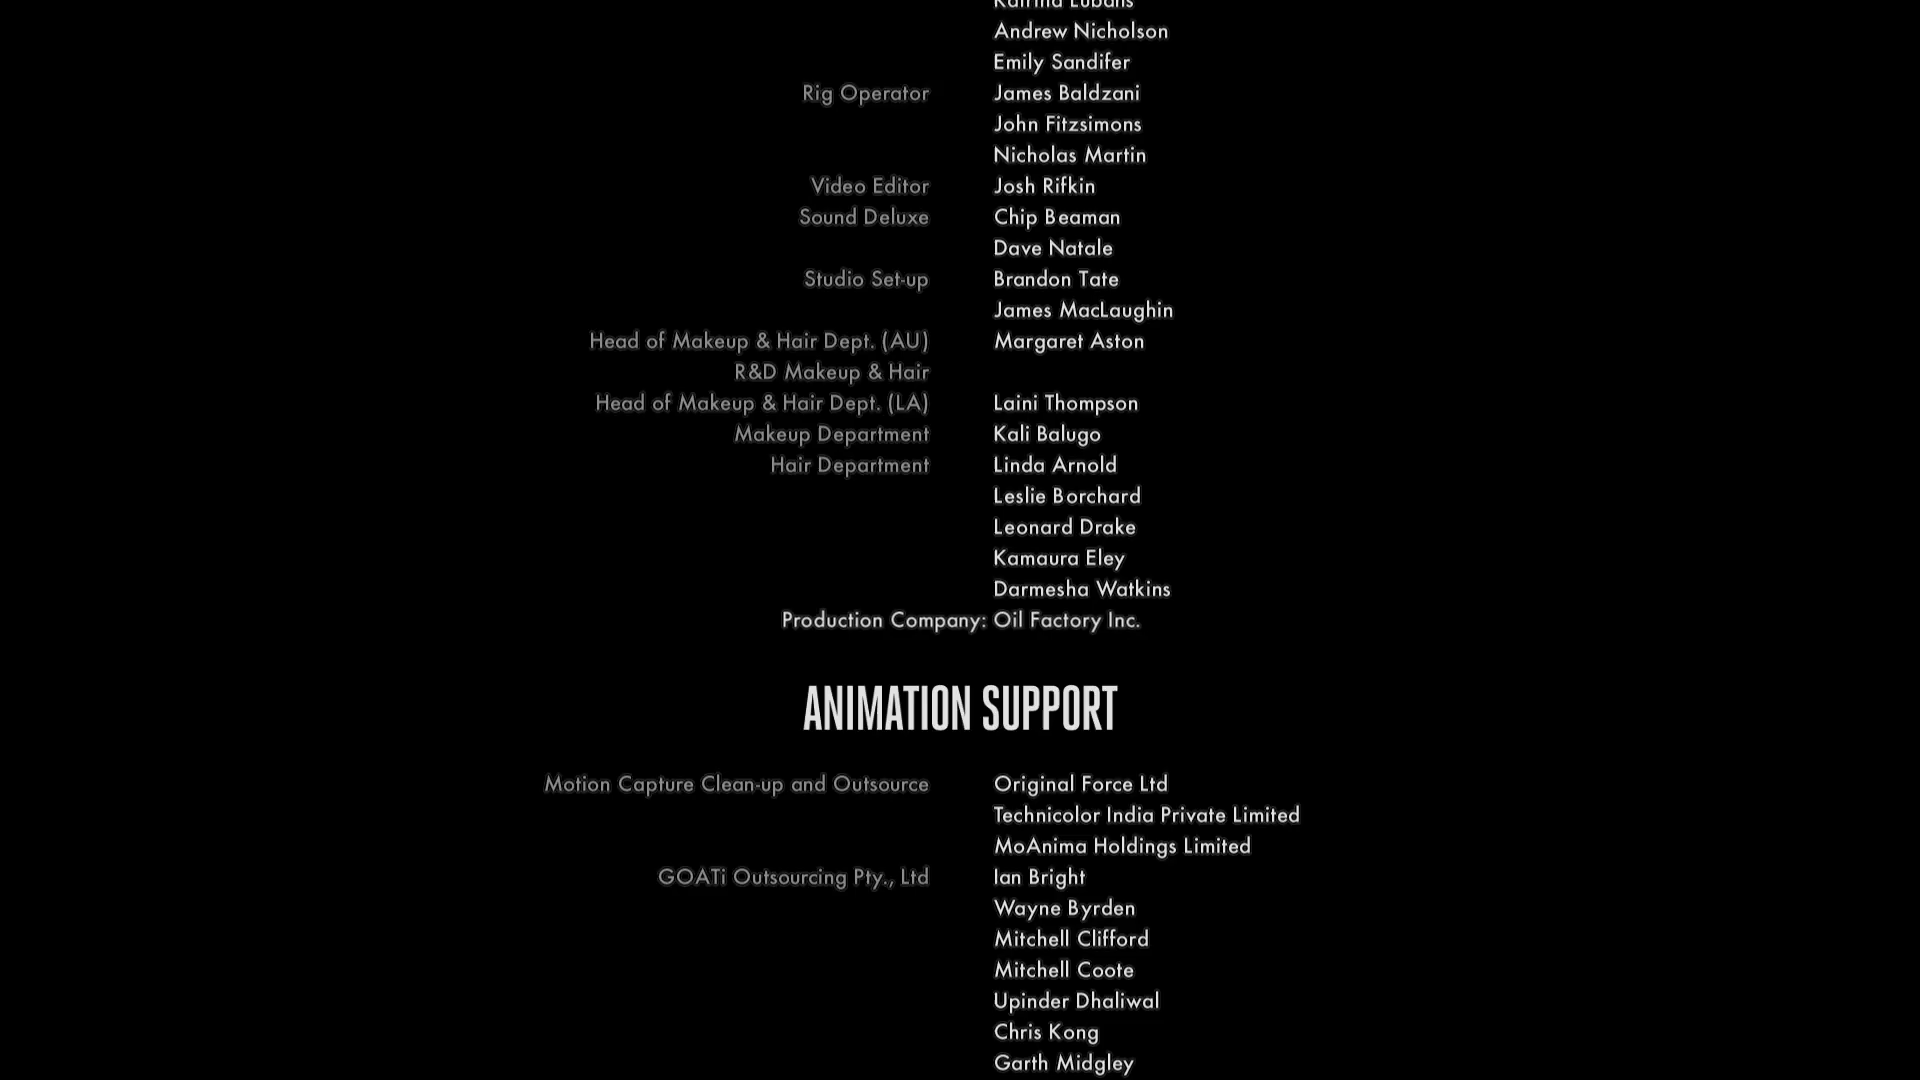 Katrina Lubans
Andrew Nicholson
Emily Sandifer
Rig Operator James Baldzani
John Fitzsimons
Nicholas Martin
Video Editor Josh Rifkin
Sound Deluxe Chip Beaman
Dave Natale
Studio Set-up Brandon Tate
James MacLaughin
Head of Makeup & Hair Dept. (AU) Margaret Aston
R&D Makeup & Hair
Head of Makeup & Hair Dept. (LA) Laini Thompson
Makeup Department Kali Balugo
Hair Department Linda Arnold
Leslie Borchard
Leonard Drake
Kamaura Eley
Darmesha Watkins
Production Company: Oil Factory Inc.
ANIMATION SUPPORT
Motion Capture Clean-up and Outsource Original Force Ltd
Technicolor India Private Limited
MoAnima Holdings Limited
GOATi Outsourcing Pty., Ltd Ian Bright
Wayne Byrden
Mitchell Clifford
Mitchell Coote
Upinder Dhaliwal
Chris Kong
Garth Midgley